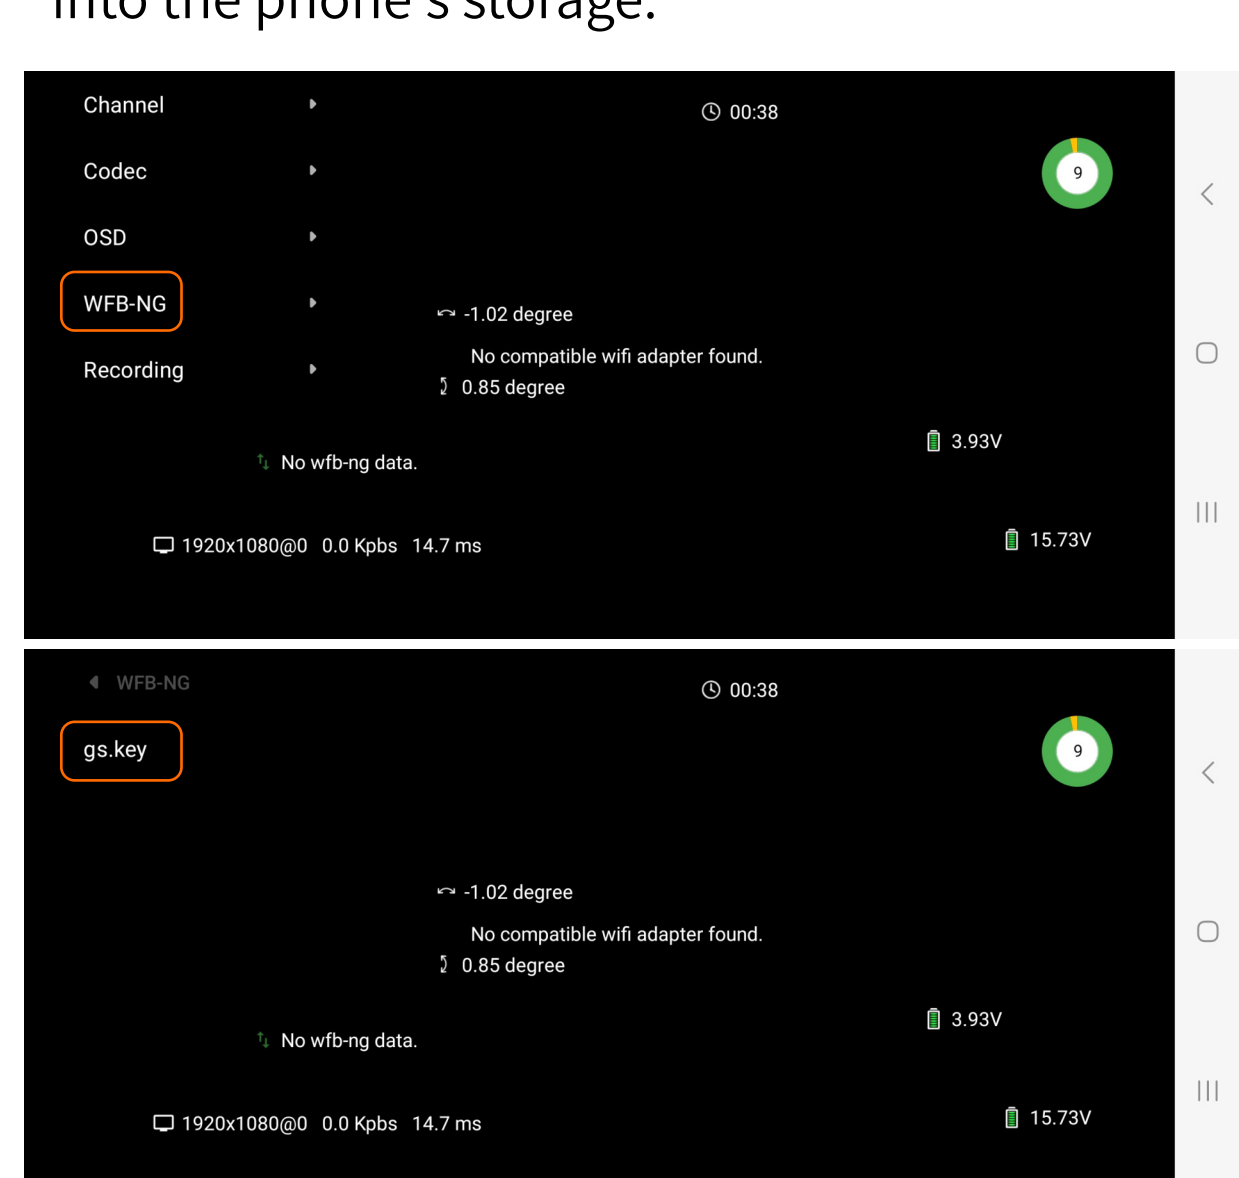 into the phone's storage.
Channel
00:38
Codec
9
OSD
WFB-NG
-1.02 degree
No compatible wifi adapter found.
Recording
0.85 degree
3.93V
No wfb-ng data.
1920x1080@0 0.0 Kpbs 14.7 ms
15.73V
WFB-NG
00:38
gs.key
9
-1.02 degree
No compatible wifi adapter found.
0.85 degree
3.93V
No wfb-ng data.
1920x1080@0 0.0 Kpbs 14.7 ms
15.73V